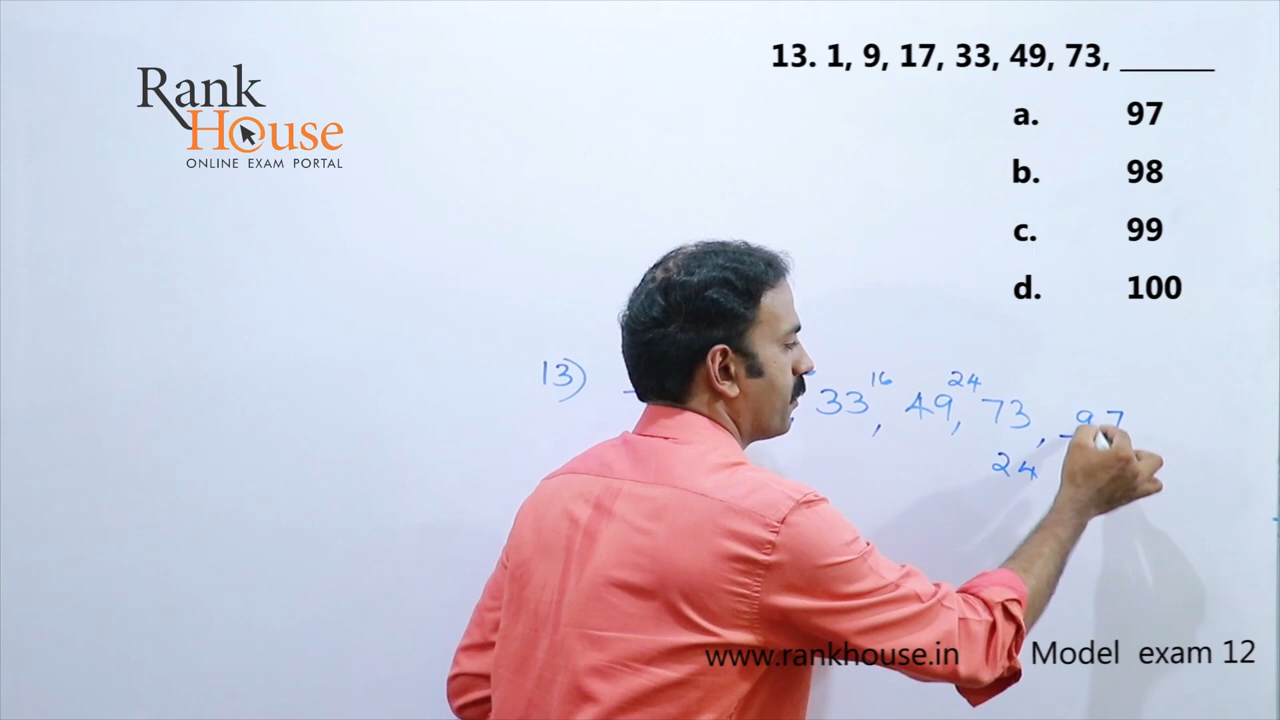 Rank
House
ONLINE EXAM PORTAL
13. 1, 9, 17, 33, 49, 73, ______
a. 97
b. 98
c. 99
d. 100
16 24
13) 33, 49, 73, 97
24
www.rankhouse.in Model exam 12